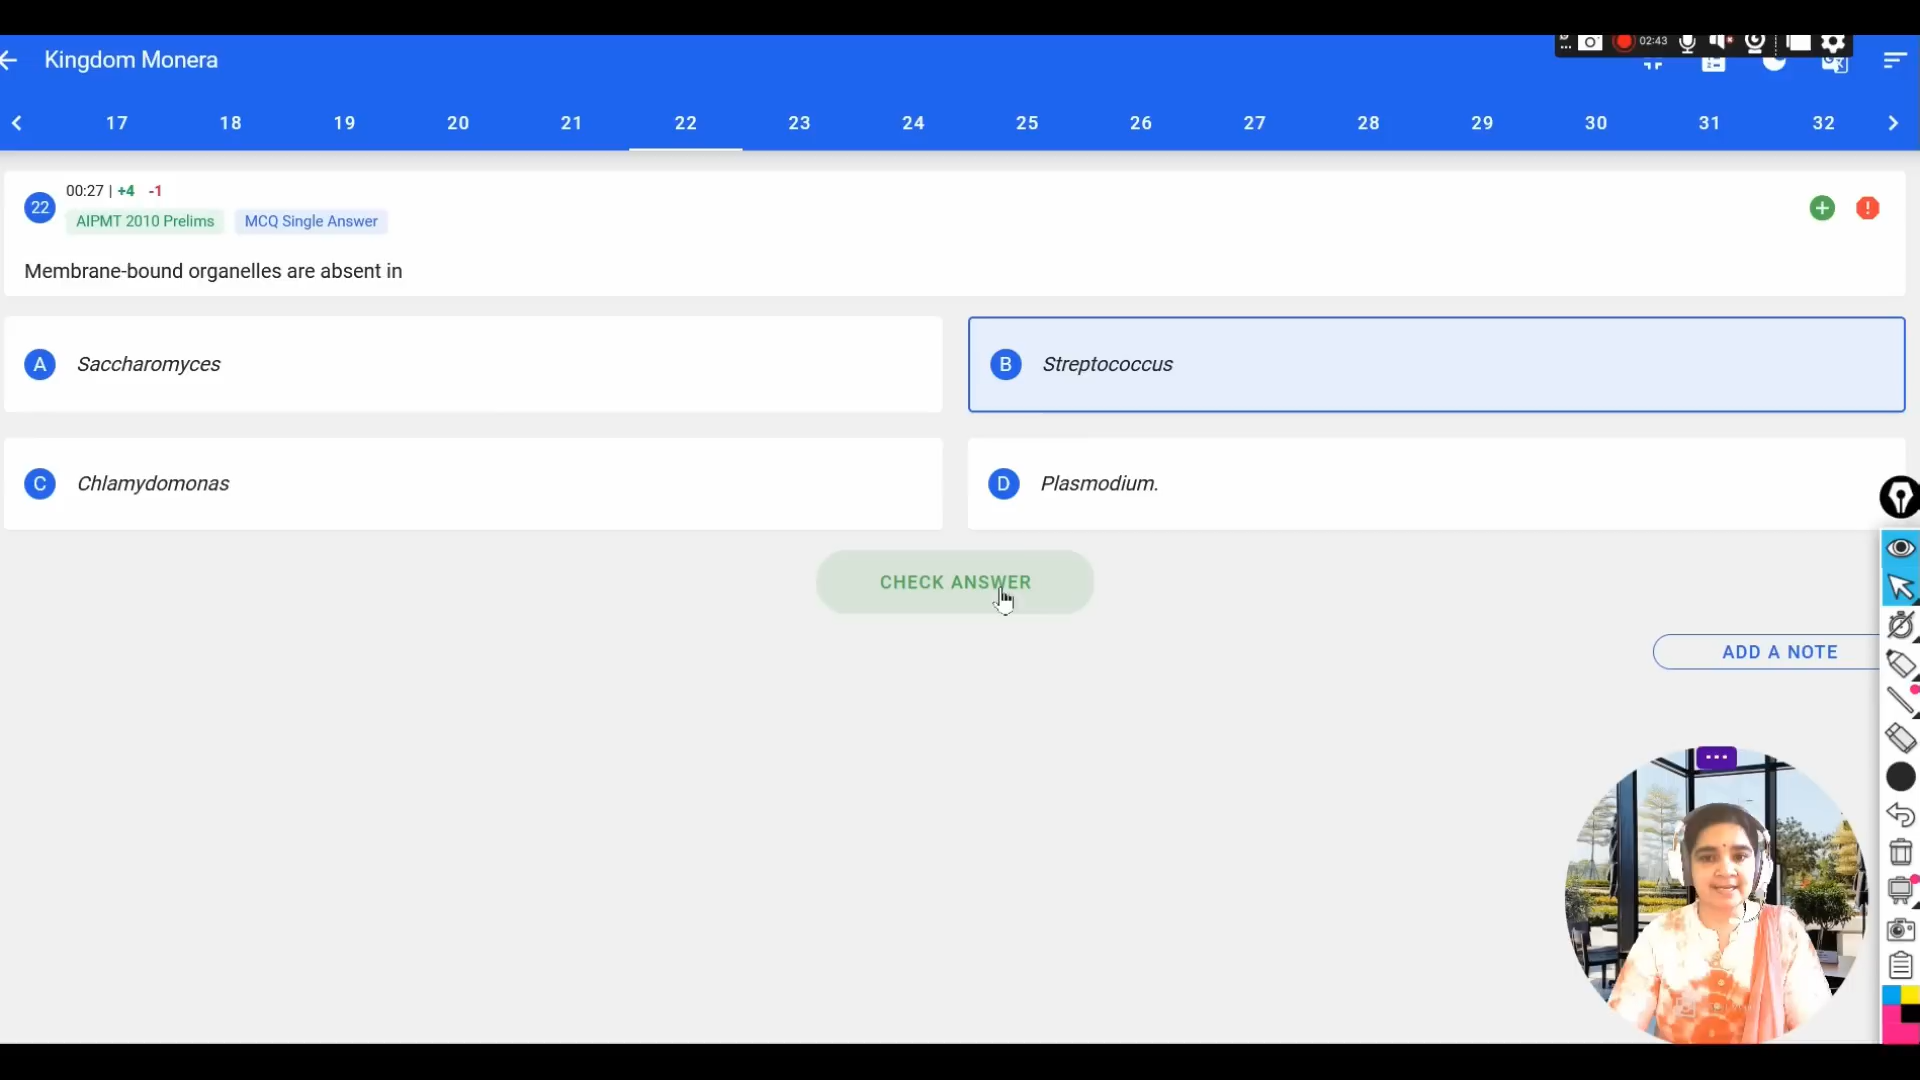 Kingdom Monera
02:43
17 18 19 20 21 22 23 24 25 26 27 28 29 30 31 32
22
00:27 | +4 -1
AIPMT 2010 Prelims MCQ Single Answer
Membrane-bound organelles are absent in
A Saccharomyces
B Streptococcus
C Chlamydomonas
D Plasmodium.
CHECK ANSWER
ADD A NOTE